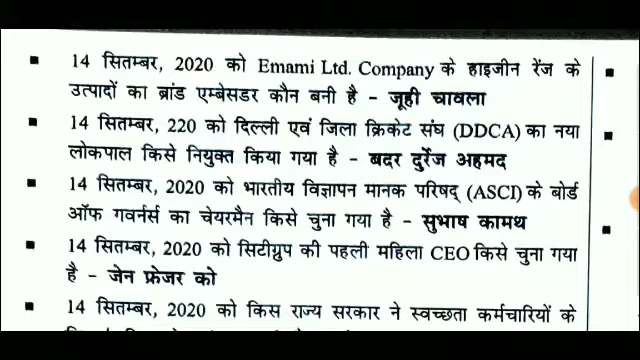 ▪ 14 सितम्बर, 2020 को Emami Ltd. Company के हाइजीन रेंज के
उत्पादों का ब्रांड एम्बेसडर कौन बनी है – जूही चावला
▪ 14 सितम्बर, 220 को दिल्ली एवं जिला क्रिकेट संघ (DDCA) का नया
लोकपाल किसे नियुक्त किया गया है – बदर दुर्रेज अहमद
▪ 14 सितम्बर, 2020 को भारतीय विज्ञापन मानक परिषद् (ASCI) के बोर्ड
ऑफ गवर्नर्स का चेयरमैन किसे चुना गया है – सुभाष कामथ
▪ 14 सितम्बर, 2020 को सिटीग्रुप की पहली महिला CEO किसे चुना गया
है – जेन फ्रेजर को
▪ 14 सितम्बर, 2020 को किस राज्य सरकार ने स्वच्छता कर्मचारियों के